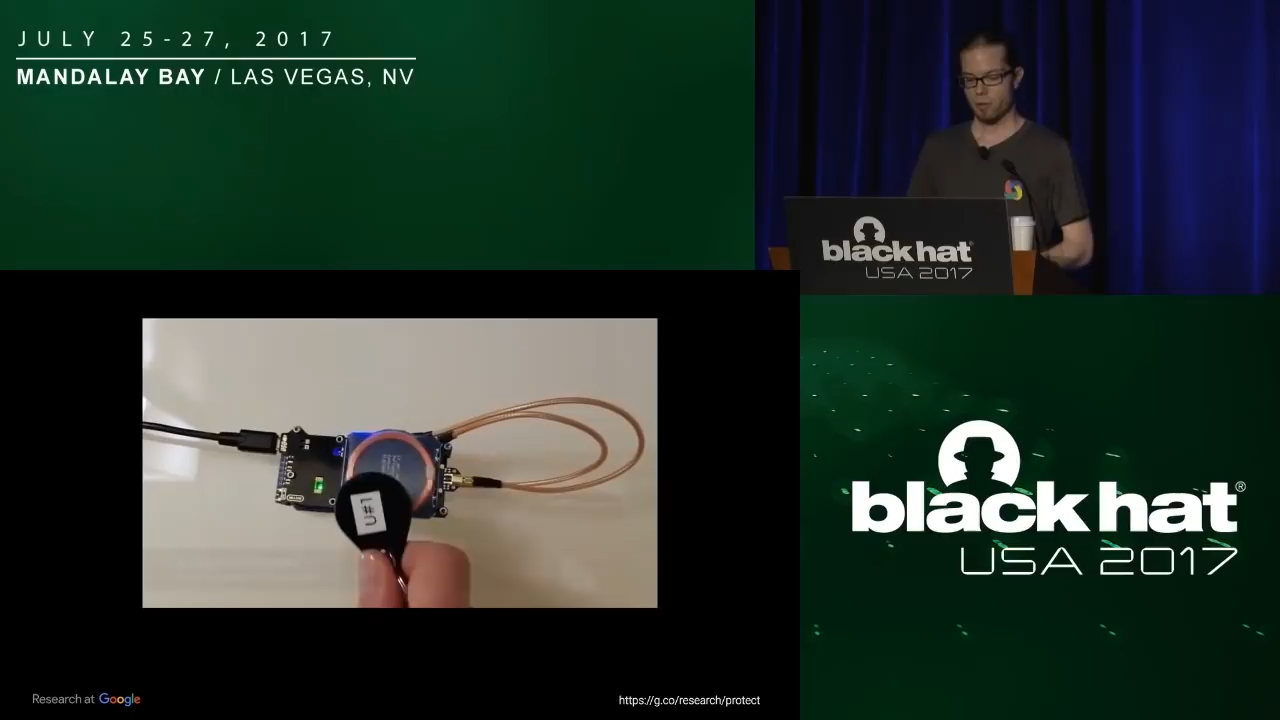 JULY 25-27, 2017
MANDALAY BAY / LAS VEGAS, NV
black hat
USA 2017
black hat®
USA 2017
Research at Google
https://g.co/research/protect